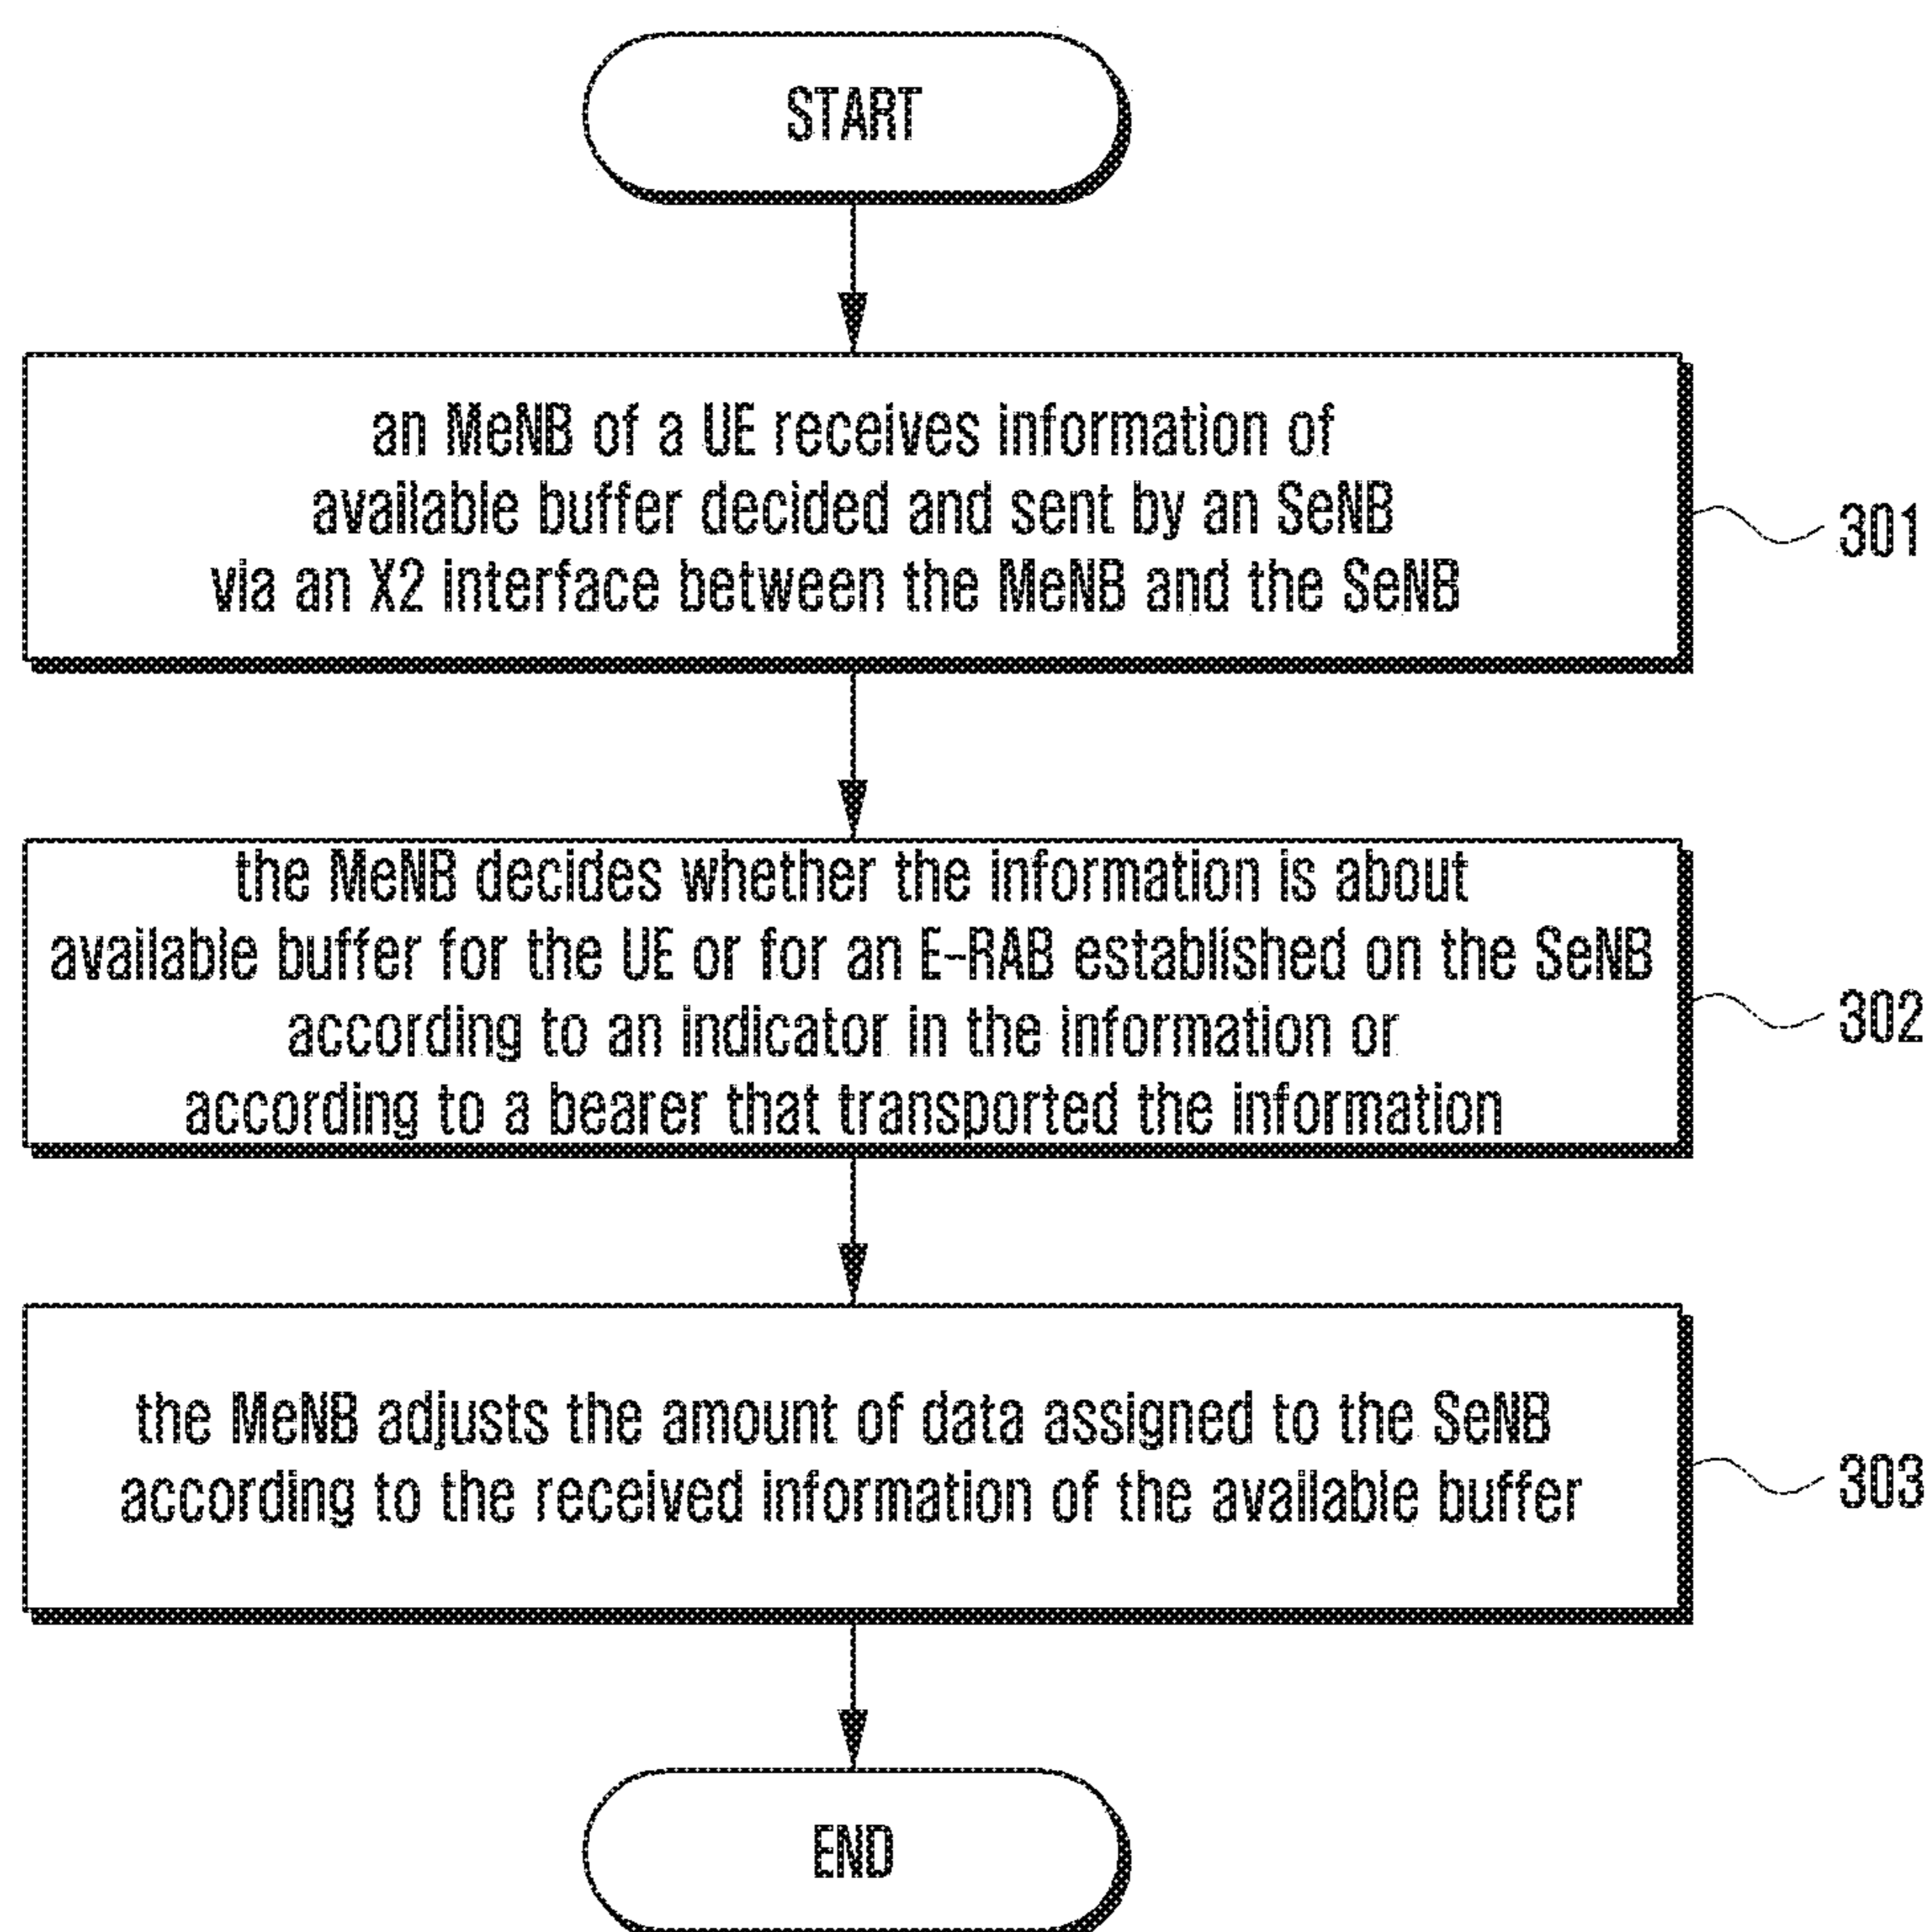 START
an MeNB of a UE receives information of
available buffer decided and sent by an SeNB
via an X2 interface between the MeNB and the SeNB
301
the MeNB decides whether the information is about
available buffer for the UE or for an E-RAB established on the SeNB
according to an indicator in the information or
according to a bearer that transported the information
302
the MeNB adjusts the amount of data assigned to the SeNB
according to the received information of the available buffer
303
END